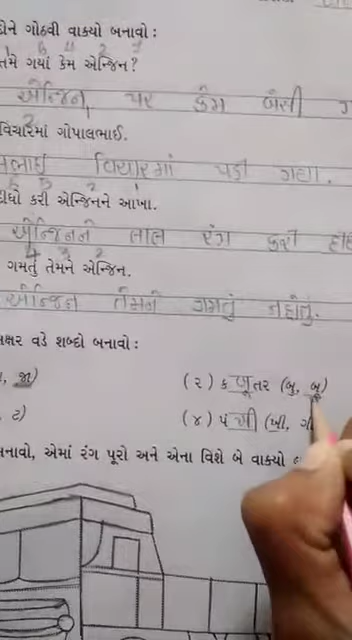 ઠીને ગોઠવી વાક્યો બનાવો :
તમે ગયાં કેમ એન્જિન?
એન્જિન પર કેમ બેસી
વિચારમાં ગોપાલભાઈ.
વિચારમાં પડી ગયા.
દીધો કરી એન્જિનને આખા.
એન્જિનને લાલ રંગ કરી
ગમતું તેમને એન્જિન.
એન્જિન તેમને ગમતું નહોતું.
ક્ષર વડે શબ્દો બનાવો :
, જા) (૨) ક બૂ તર (બુ, બૂ)
, ટ) (૪) પં ખી (ખી,
બનાવો, એમાં રંગ પૂરો અને એના વિશે બે વાક્યો